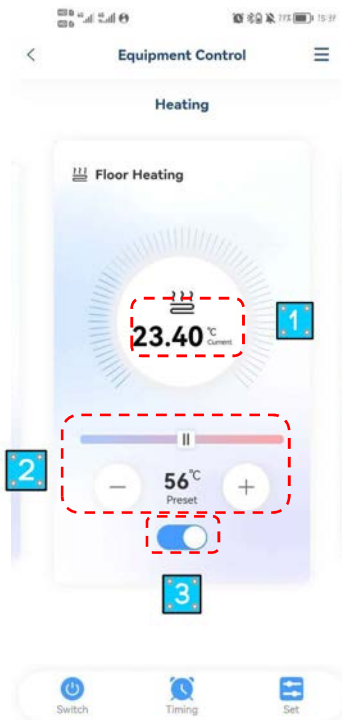 Equipment Control
Heating
Floor Heating
23.40 °C
Current
1
2
56°C
Preset
3
Switch Timing Set